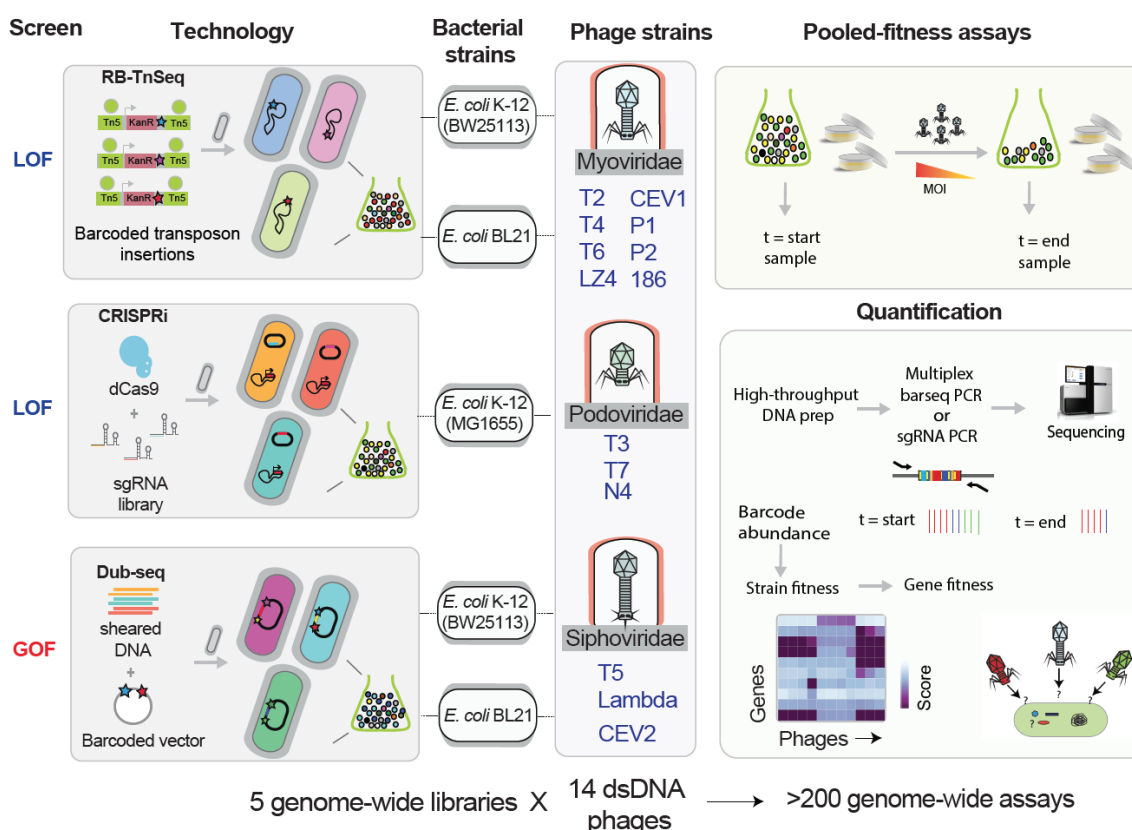 Screen
Technology
Bacterial
strains
Phage strains
Pooled-fitness assays
LOF
RB-TnSeq
Tn5 KanR Tn5
Tn5 KanR Tn5
Tn5 KanR Tn5
Barcoded transposon
insertions
E. coli K-12
(BW25113)
E. coli BL21
LOF
CRISPRi
dCas9
+
sgRNA
library
E. coli K-12
(MG1655)
GOF
Dub-seq
sheared
DNA
+
Barcoded vector
E. coli K-12
(BW25113)
E. coli BL21
Myoviridae
T2 CEV1
T4 P1
T6 P2
LZ4 186
Podoviridae
T3
T7
N4
Siphoviridae
T5
Lambda
CEV2
MOI
t = start
sample
t = end
sample
Quantification
High-throughput
DNA prep
Multiplex
barseq PCR
or
sgRNA PCR
Sequencing
Barcode
abundance
t = start
t = end
Strain fitness
Gene fitness
Genes
Phages
Score
?
?
?
?
5 genome-wide libraries X 14 dsDNA
phages
>200 genome-wide assays